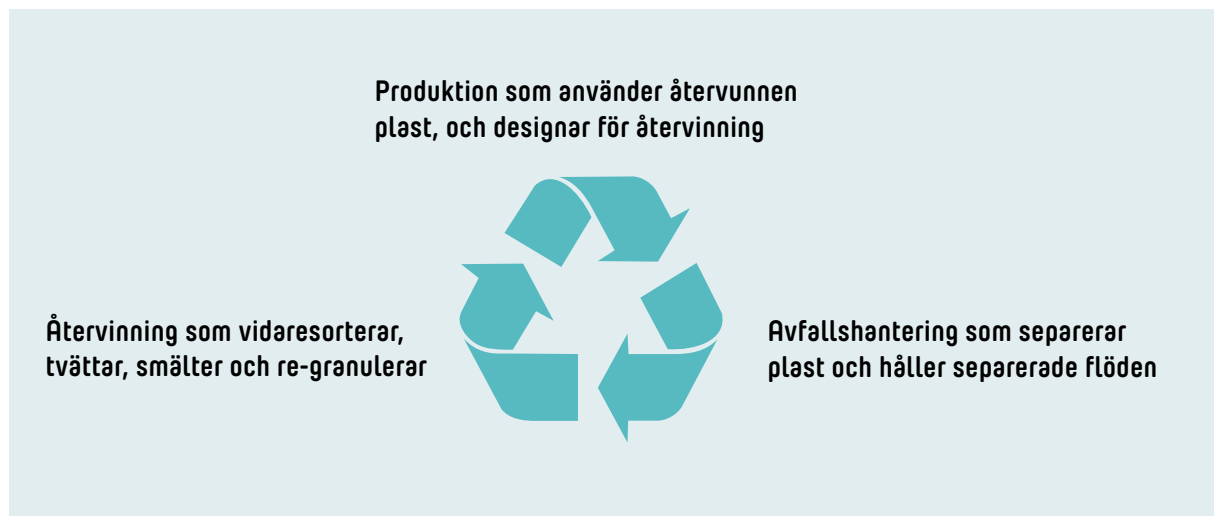 Produktion som använder återvunnen
plast, och designar för återvinning
Återvinning som vidaresorterar,
tvättar, smälter och re-granulerar
Avfallshantering som separerar
plast och håller separerade flöden